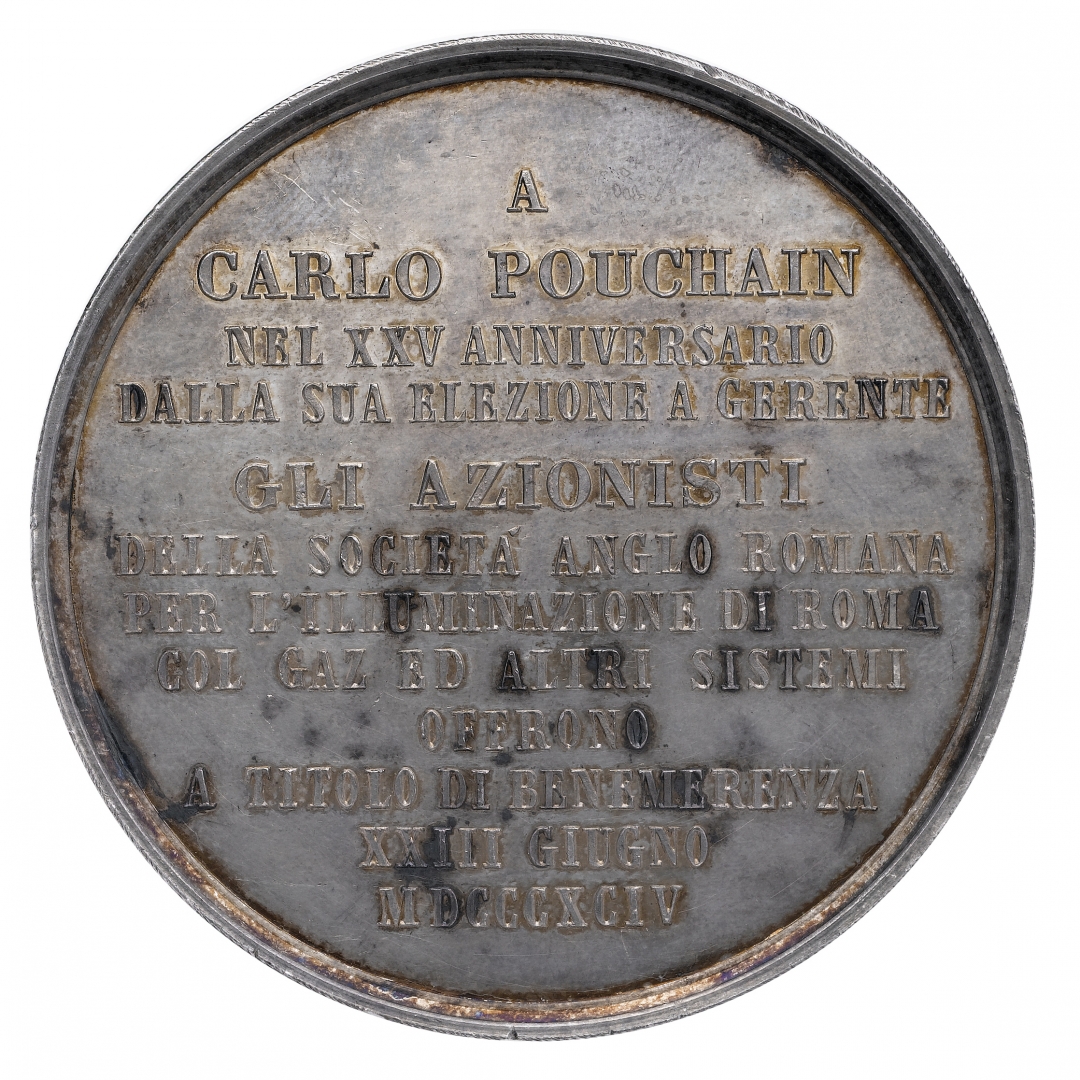 A
CARLO POUCHAIN
NEL XXV ANNIVERSARIO
DALLA SUA ELEZIONE A GERENTE
GLI AZIONISTI
DELLA SOCIETÁ ANGLO ROMANA
PER L'ILLUMINAZIONE DI ROMA
COL GAZ ED ALTRI SISTEMI
OFFRONO
A TITOLO DI BENEMERENZA
XXIII GIUGNO
MDCCCXCIV